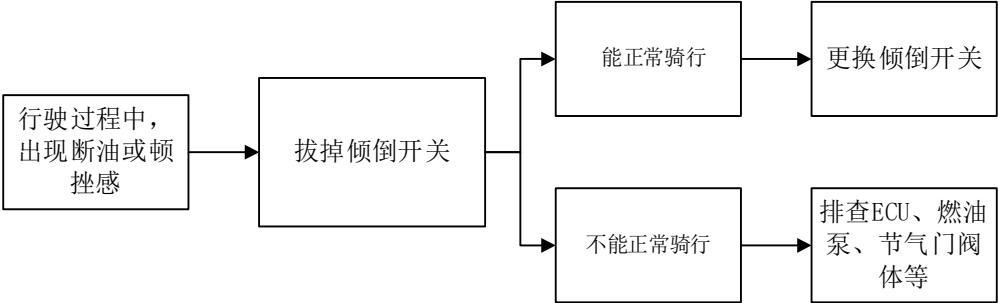 行驶过程中，
出现断油或顿
挫感
拔掉倾倒开关
能正常骑行
更换倾倒开关
不能正常骑行
排查ECU、燃油
泵、节气门阀
体等